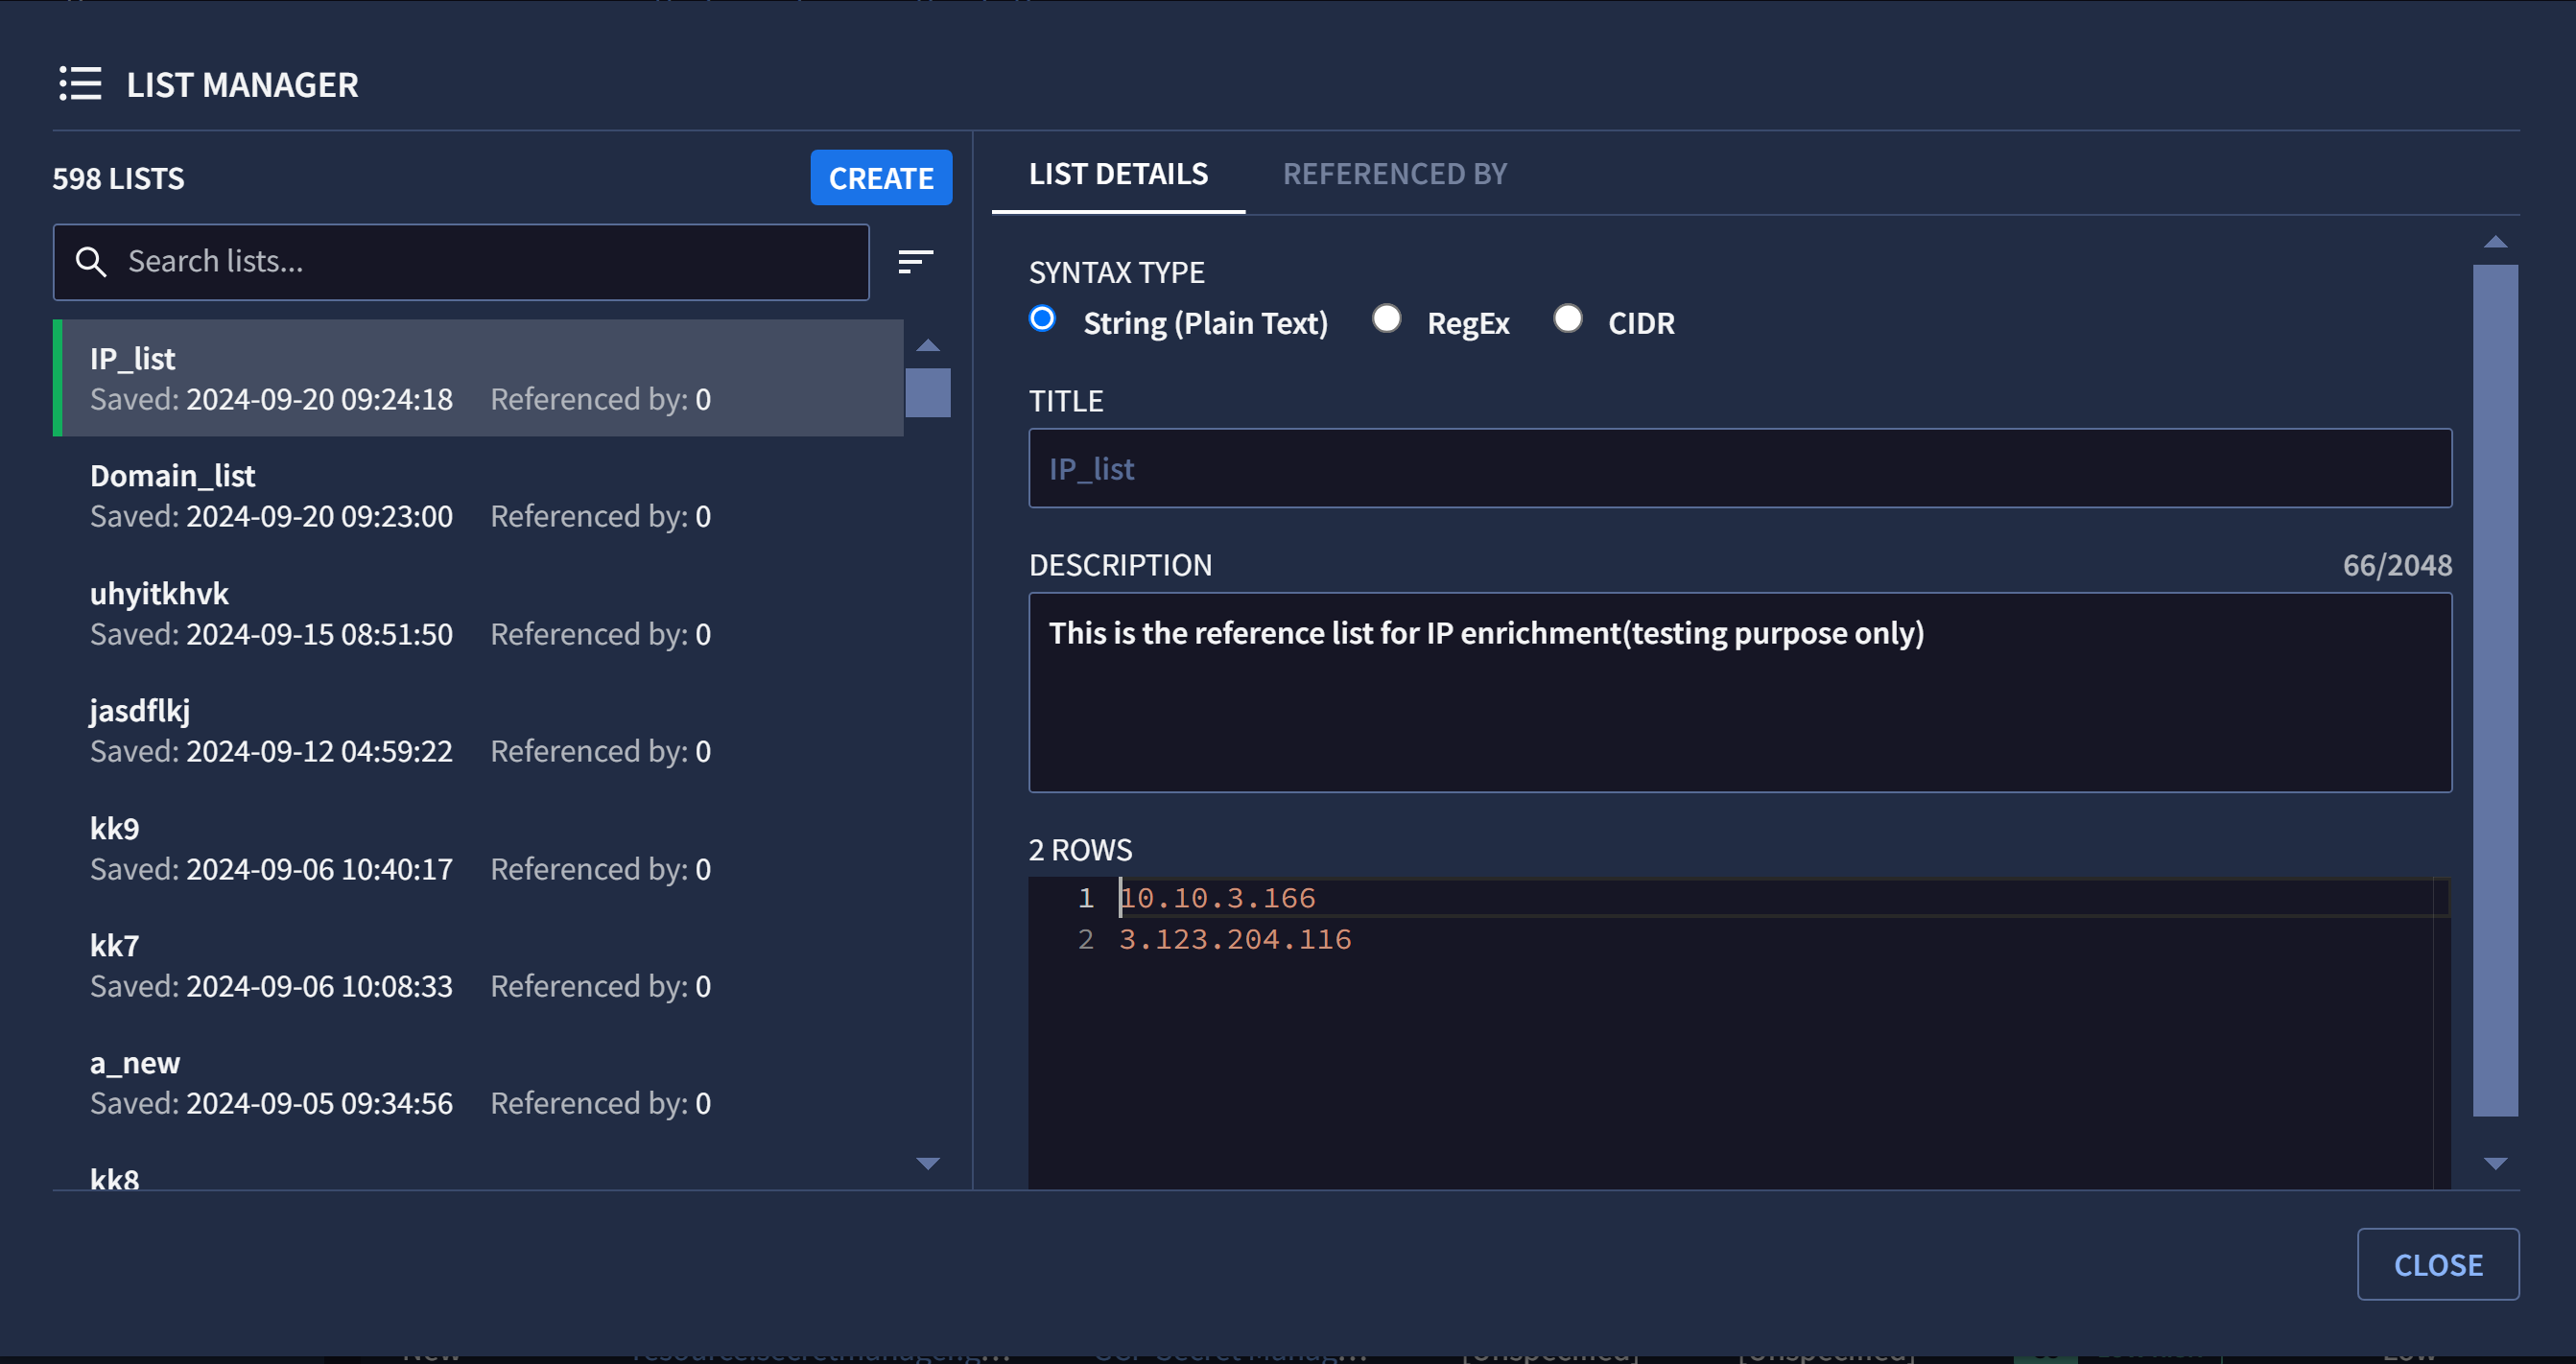 LIST MANAGER
598 LISTS
CREATE
Search lists...
IP_list
Saved: 2024-09-20 09:24:18 Referenced by: 0
Domain_list
Saved: 2024-09-20 09:23:00 Referenced by: 0
uhyitkhvk
Saved: 2024-09-15 08:51:50 Referenced by: 0
jasdflkj
Saved: 2024-09-12 04:59:22 Referenced by: 0
kk9
Saved: 2024-09-06 10:40:17 Referenced by: 0
kk7
Saved: 2024-09-06 10:08:33 Referenced by: 0
a_new
Saved: 2024-09-05 09:34:56 Referenced by: 0
kk8
LIST DETAILS REFERENCED BY
SYNTAX TYPE
String (Plain Text) RegEx CIDR
TITLE
IP_list
DESCRIPTION 66/2048
This is the reference list for IP enrichment(testing purpose only)
2 ROWS
1 10.10.3.166
2 3.123.204.116
CLOSE